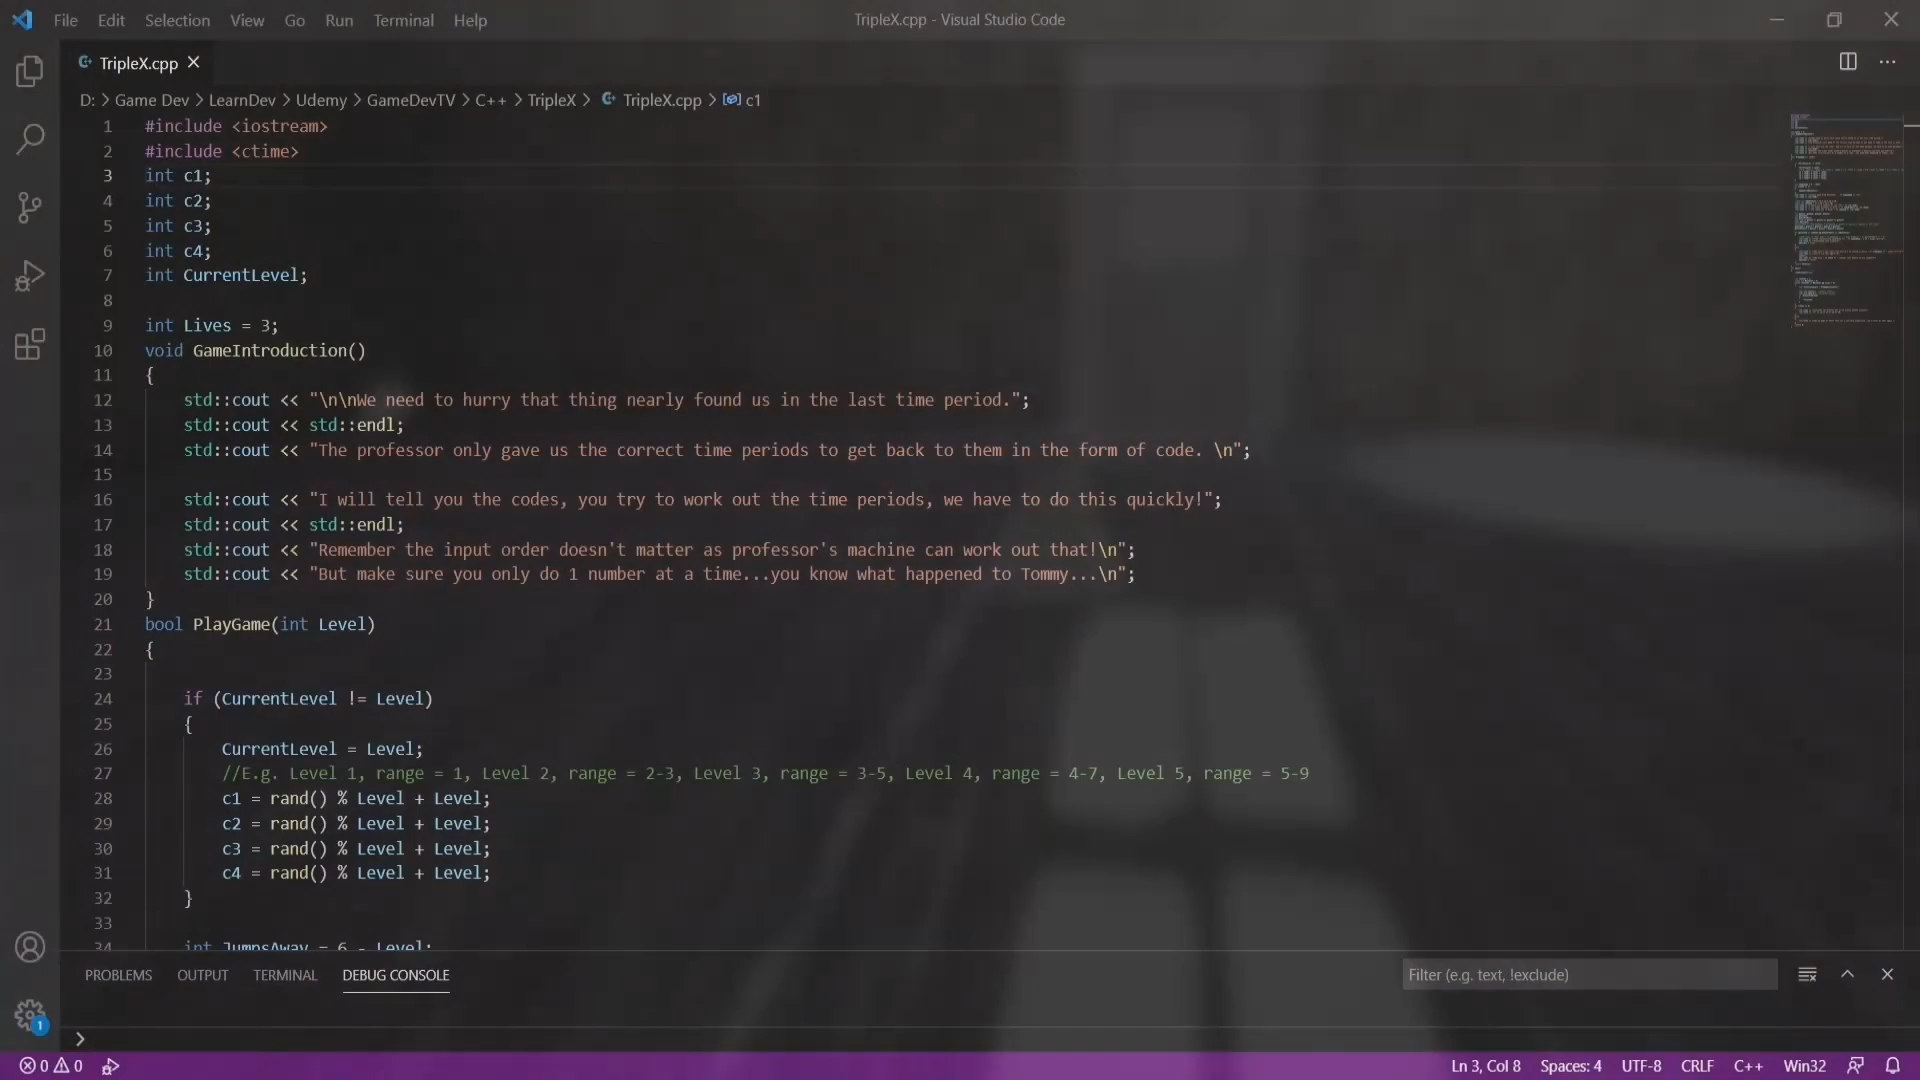 File Edit Selection View Go Run Terminal Help
TripleX.cpp - Visual Studio Code
TripleX.cpp
D: > Game Dev > LearnDev > Udemy > GameDevTV > C++ > TripleX > TripleX.cpp > c1
1 #include <iostream>
2 #include <ctime>
3 int c1;
4 int c2;
5 int c3;
6 int c4;
7 int CurrentLevel;
8
9 int Lives = 3;
10 void GameIntroduction()
11 {
12 std::cout << "\n\nWe need to hurry that thing nearly found us in the last time period.";
13 std::cout << std::endl;
14 std::cout << "The professor only gave us the correct time periods to get back to them in the form of code. \n";
15
16 std::cout << "I will tell you the codes, you try to work out the time periods, we have to do this quickly!";
17 std::cout << std::endl;
18 std::cout << "Remember the input order doesn't matter as professor's machine can work out that!\n";
19 std::cout << "But make sure you only do 1 number at a time...you know what happened to Tommy...\n";
20 }
21 bool PlayGame(int Level)
22 {
23
24 if (CurrentLevel != Level)
25 {
26 CurrentLevel = Level;
27 //E.g. Level 1, range = 1, Level 2, range = 2-3, Level 3, range = 3-5, Level 4, range = 4-7, Level 5, range = 5-9
28 c1 = rand() % Level + Level;
29 c2 = rand() % Level + Level;
30 c3 = rand() % Level + Level;
31 c4 = rand() % Level + Level;
32 }
33
34 int JumpsAway = 6 - Level;
PROBLEMS OUTPUT TERMINAL DEBUG CONSOLE
Filter (e.g. text, !exclude)
1
0 0
Ln 3, Col 8 Spaces: 4 UTF-8 CRLF C++ Win32